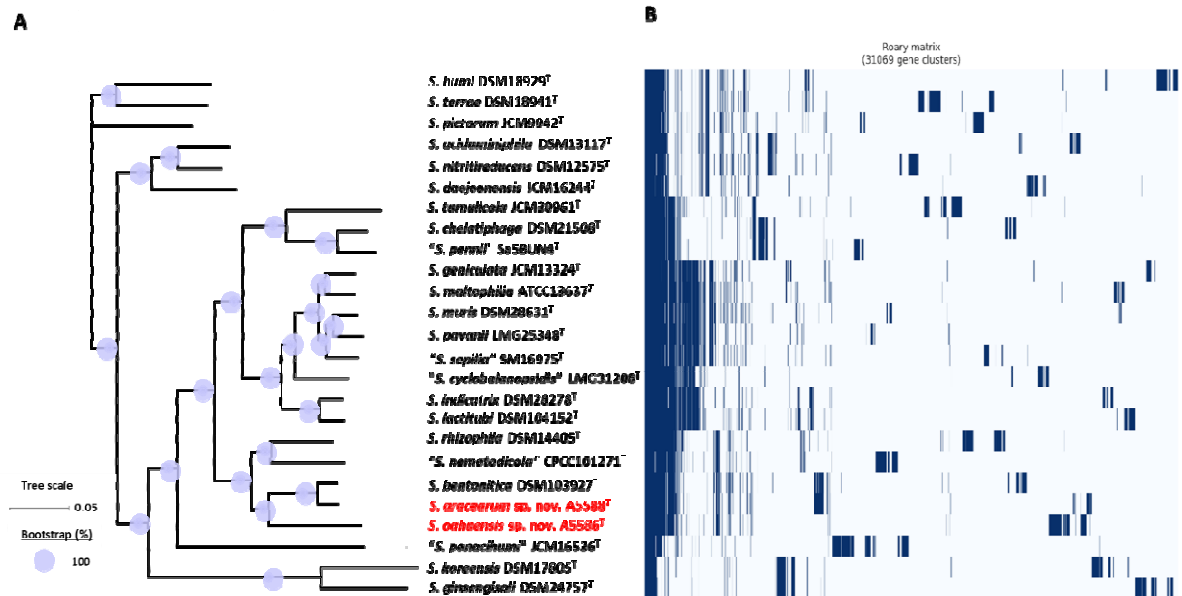 A
B
Roary matrix
(31069 gene clusters)
S. humi DSM18929T
S. terrae DSM18941T
S. pictorum JCM9942T
S. acidaminiphila DSM13117T
S. nitritireducens DSM12575T
S. daejeonensis JCM16244T
S. tumulicola JCM30961T
S. chelatiphaga DSM21508T
"S. pennii" Sa5BUN4T
S. geniculata JCM13324T
S. maltophilia ATCC13637T
S. muris DSM28631T
S. pavanii LMG25348T
"S. sepilia" SM16975T
"S. cyclobalanopsidis" LMG31208T
S. indicatrix DSM28278T
S. lactitubi DSM104152T
S. rhizophila DSM14405T
"S. nematodicola" CPCC101271
S. bentonitica DSM103927
S. aracearum sp. nov. A5588T
S. oahuensis sp. nov. A5586T
"S. panacihumi" JCM16536T
S. koreensis DSM17805T
S. ginsengisoli DSM24757T
Tree scale
0.05
Bootstrap (%)
100